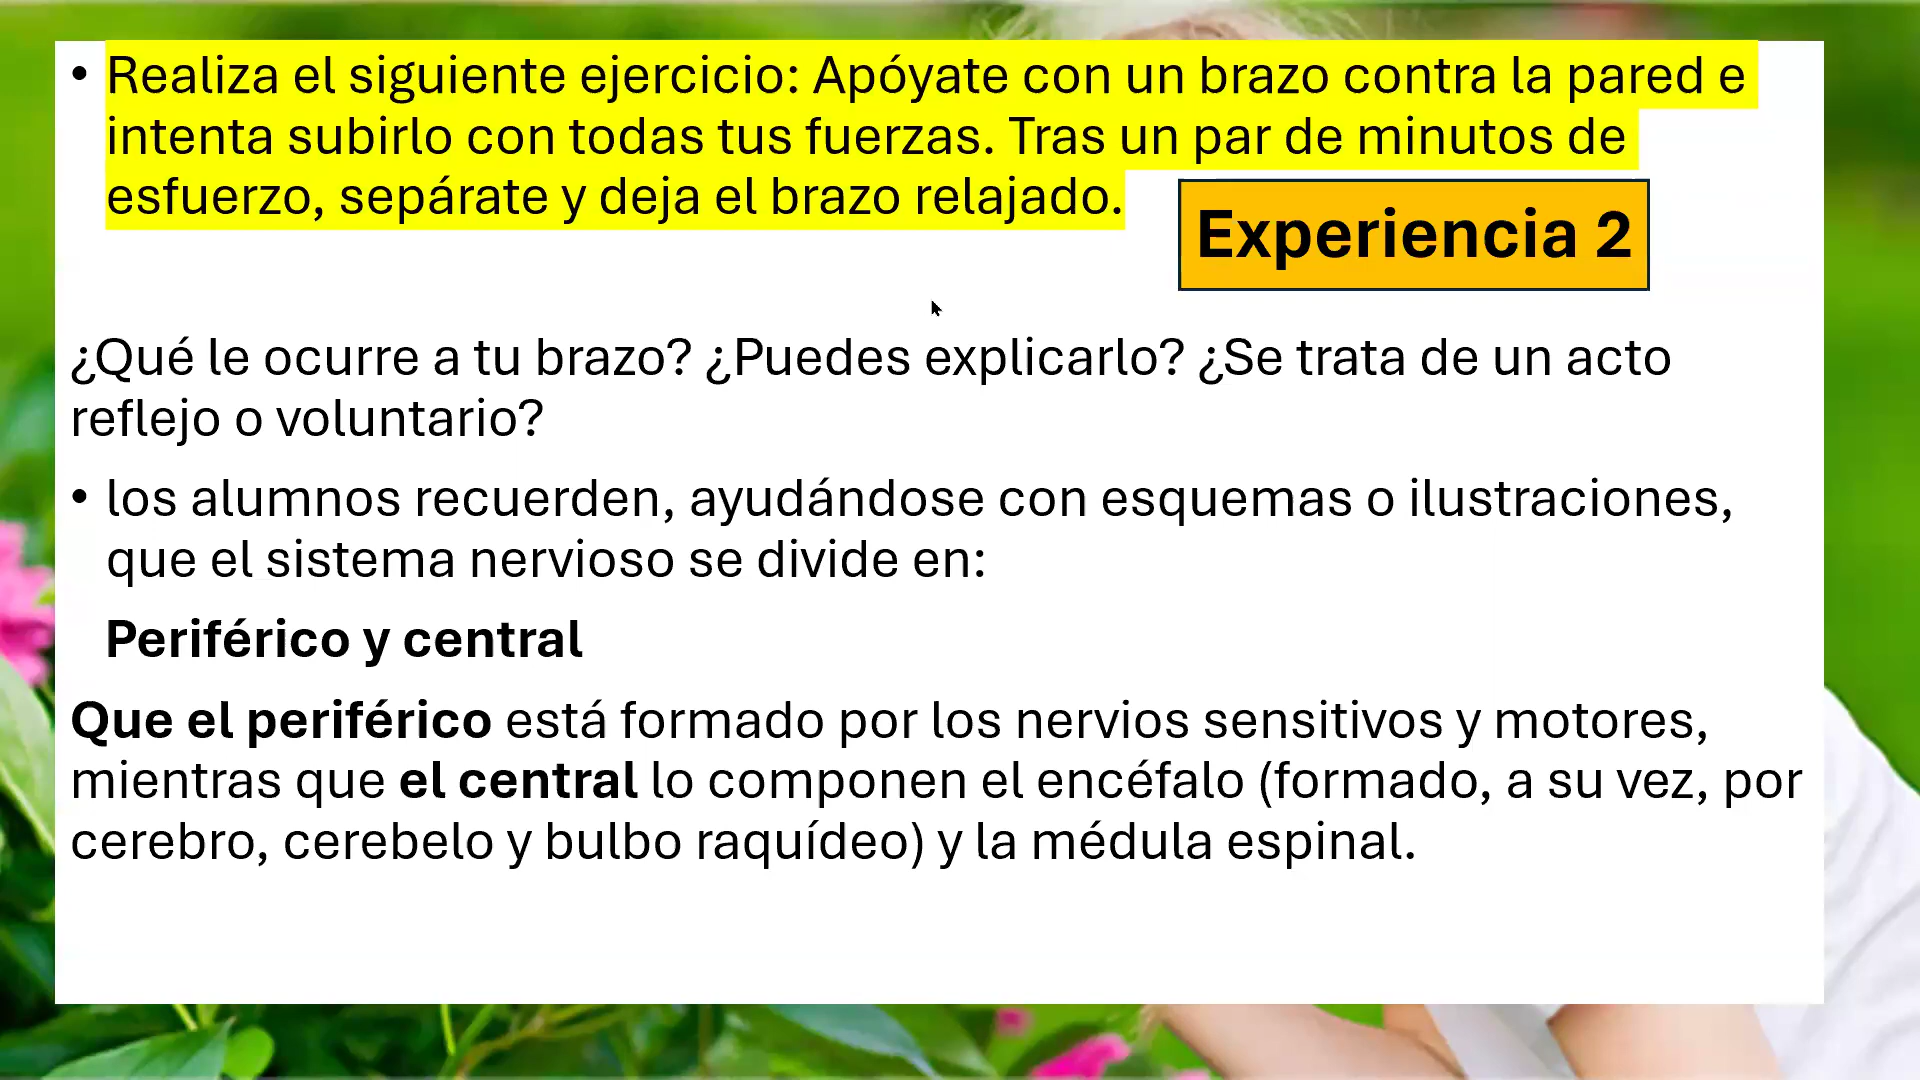 • Realiza el siguiente ejercicio: Apóyate con un brazo contra la pared e
intenta subirlo con todas tus fuerzas. Tras un par de minutos de
esfuerzo, sepárate y deja el brazo relajado.
Experiencia 2
¿Qué le ocurre a tu brazo? ¿Puedes explicarlo? ¿Se trata de un acto
reflejo o voluntario?
• los alumnos recuerden, ayudándose con esquemas o ilustraciones,
que el sistema nervioso se divide en:
Periférico y central
Que el periférico está formado por los nervios sensitivos y motores,
mientras que el central lo componen el encéfalo (formado, a su vez, por
cerebro, cerebelo y bulbo raquídeo) y la médula espinal.